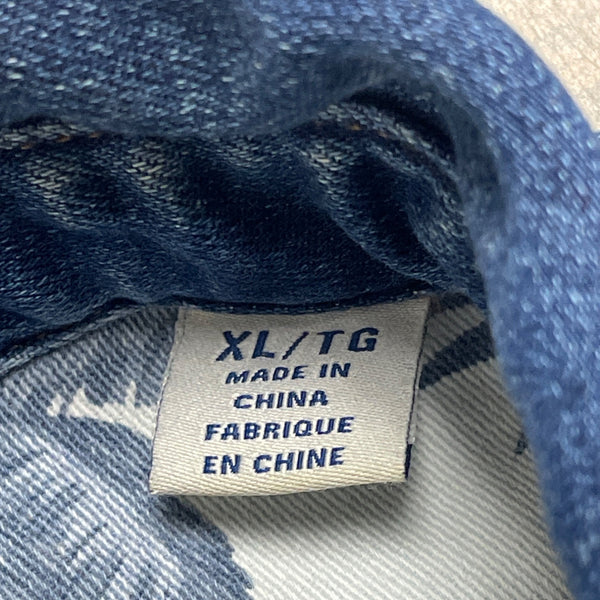 XL/TG
MADE IN
CHINA
FABRIQUE
EN CHINE